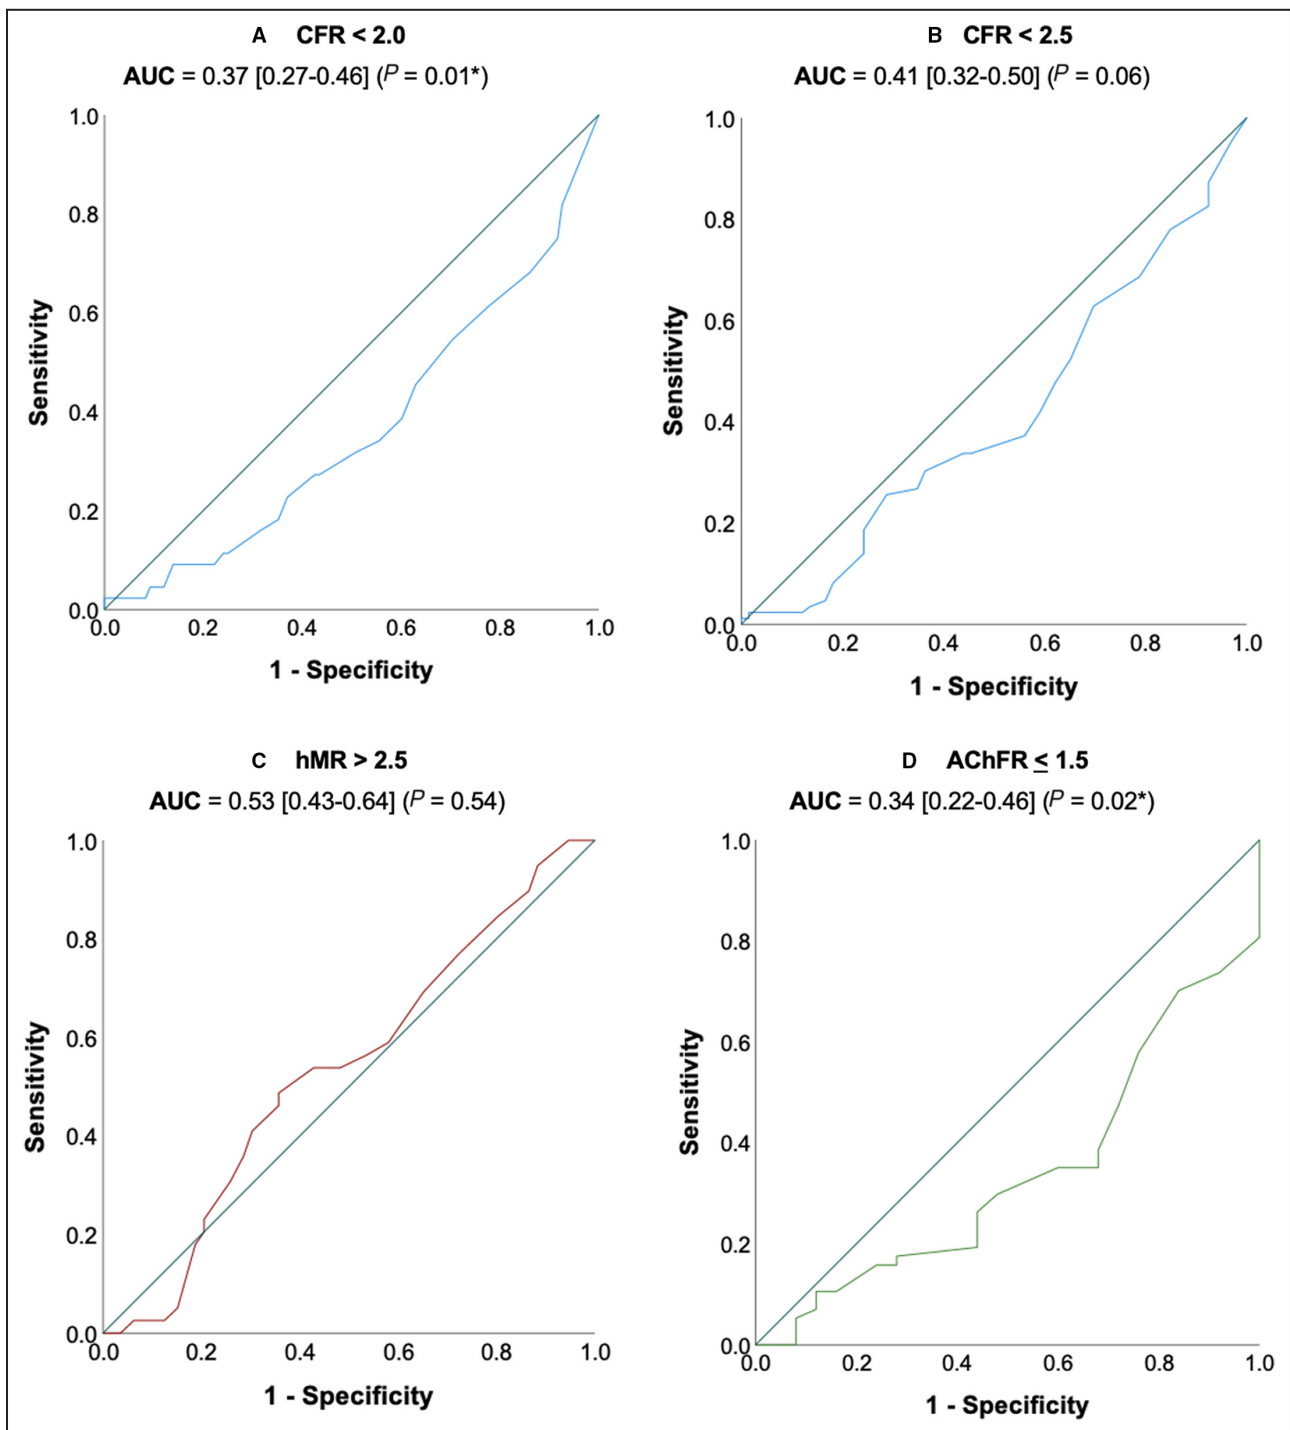 A CFR < 2.0
AUC = 0.37 [0.27-0.46] (P = 0.01*)
1.0
0.8
0.6
0.4
0.2
0.0
Sensitivity
0.0 0.2 0.4 0.6 0.8 1.0
1 - Specificity
B CFR < 2.5
AUC = 0.41 [0.32-0.50] (P = 0.06)
1.0
0.8
0.6
0.4
0.2
0.0
Sensitivity
0.0 0.2 0.4 0.6 0.8 1.0
1 - Specificity
C hMR > 2.5
AUC = 0.53 [0.43-0.64] (P = 0.54)
1.0
0.8
0.6
0.4
0.2
0.0
Sensitivity
0.0 0.2 0.4 0.6 0.8 1.0
1 - Specificity
D AChFR ≤ 1.5
AUC = 0.34 [0.22-0.46] (P = 0.02*)
1.0
0.8
0.6
0.4
0.2
0.0
Sensitivity
0.0 0.2 0.4 0.6 0.8 1.0
1 - Specificity